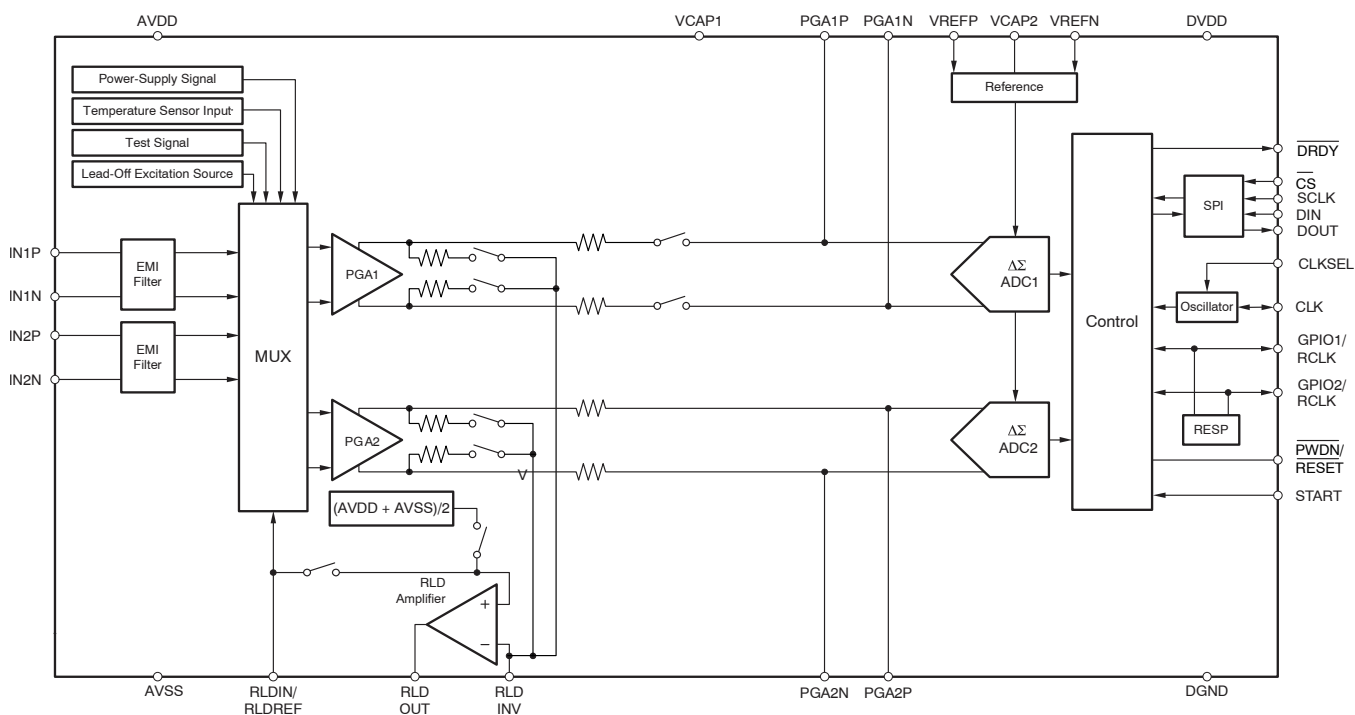 AVDD
VCAP1
PGA1P
PGA1N
VREFP
VCAP2
VREFN
DVDD
Power-Supply Signal
Temperature Sensor Input
Test Signal
Lead-Off Excitation Source
Reference
DRDY
CS
SCLK
DIN
DOUT
SPI
CLKSEL
Oscillator
CLK
GPIO1/
RCLK
GPIO2/
RCLK
RESP
PWDN/
RESET
START
IN1P
IN1N
IN2P
IN2N
EMI
Filter
EMI
Filter
MUX
PGA1
PGA2
ΔΣ
ADC1
ΔΣ
ADC2
Control
V
(AVDD + AVSS)/2
RLD
Amplifier
+
−
AVSS
RLDIN/
RLDREF
RLD
OUT
RLD
INV
PGA2N
PGA2P
DGND